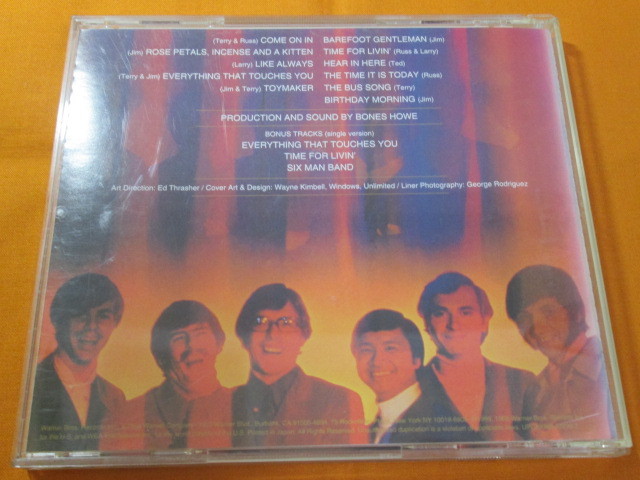 (Terry & Russ) COME ON IN
(Jim) ROSE PETALS, INCENSE AND A KITTEN
(Larry) LIKE ALWAYS
(Terry & Jim) EVERYTHING THAT TOUCHES YOU
(Jim & Terry) TOYMAKER
BAREFOOT GENTLEMAN (Jim)
TIME FOR LIVIN' (Russ & Larry)
HEAR IN HERE (Ted)
THE TIME IT IS TODAY (Russ)
THE BUS SONG (Terry)
BIRTHDAY MORNING (Jim)
PRODUCTION AND SOUND BY BONES HOWE
BONUS TRACKS (single version)
EVERYTHING THAT TOUCHES YOU
TIME FOR LIVIN'
SIX MAN BAND
Art Direction: Ed Thrasher / Cover Art & Design: Wayne Kimbell, Windows, Unlimited / Liner Photography: George Rodriguez